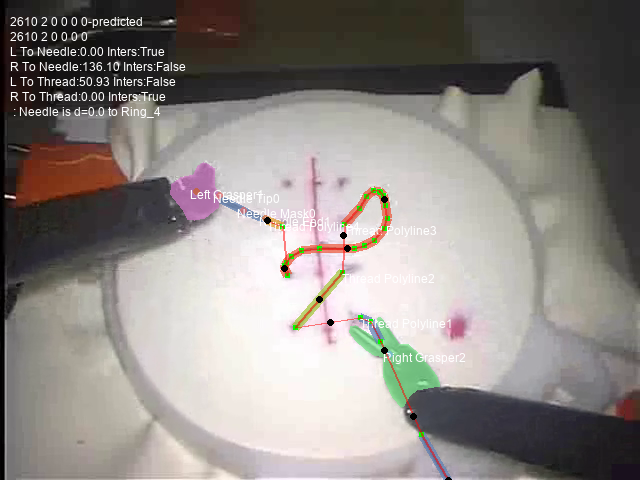 2610 2 0 0 0 0-predicted
2610 2 0 0 0 0
L To Needle:0.00 Inters:True
R To Needle:136.10 Inters:False
L To Thread:50.93 Inters:False
R To Thread:0.00 Inters:True
: Needle is d=0.0 to Ring_4
Left Grasper1
Needle Tip0
Needle Mask0
Thread Polyline3
Thread Polyline2
Thread Polyline1
Right Grasper2